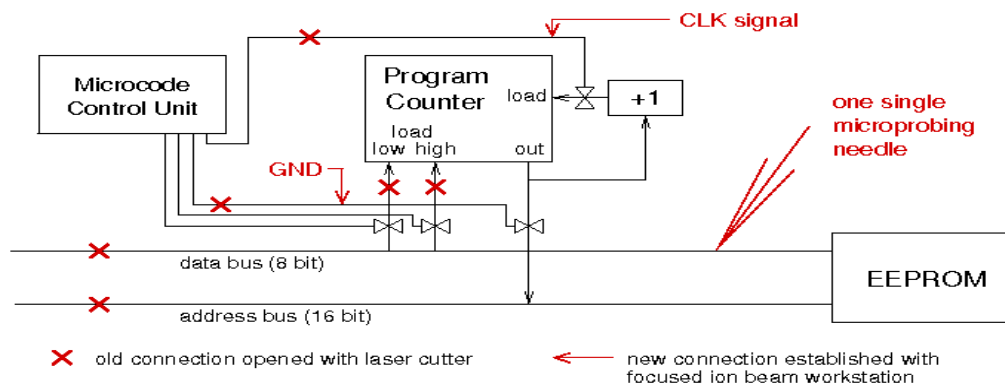 CLK signal
Microcode
Control Unit
Program
Counter
load
+1
one single
microprobing
needle
load
low high
out
GND
data bus (8 bit)
EEPROM
address bus (16 bit)
old connection opened with laser cutter
new connection established with
focused ion beam workstation